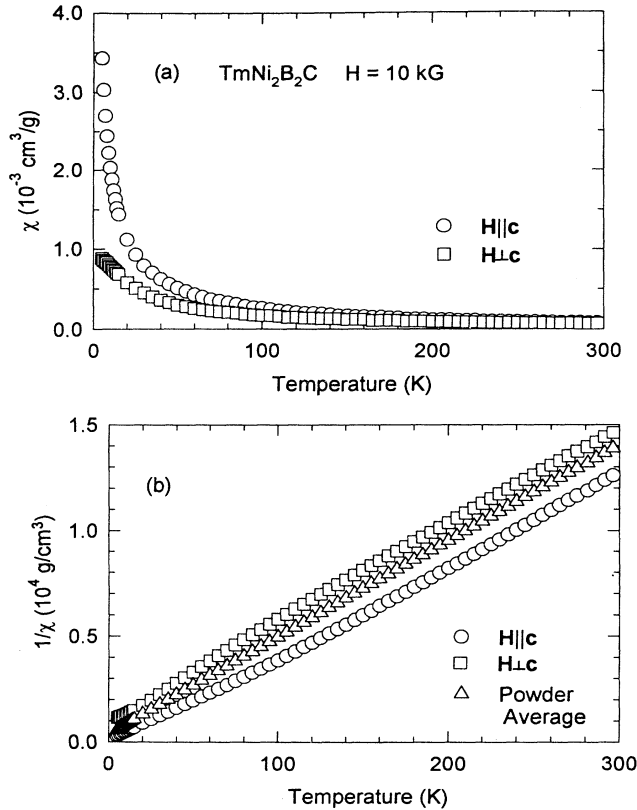 4.0
3.0
2.0
1.0
0.0
χ (10⁻³ cm³/g)
(a) TmNi₂B₂C H = 10 kG
H||c
H⊥c
0 100 200 300
Temperature (K)
1.5
1.0
0.5
0.0
1/χ (10⁴ g/cm³)
(b)
H||c
H⊥c
Powder
Average
0 100 200 300
Temperature (K)